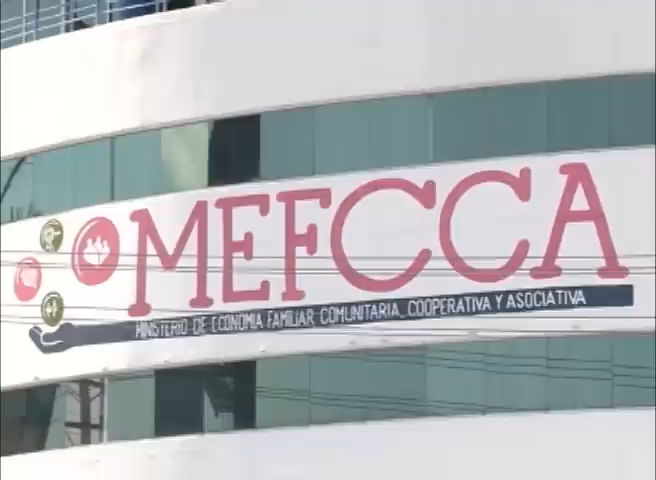 MEFCCA
MINISTERIO DE ECONOMIA FAMILIAR COMUNITARIA, COOPERATIVA Y ASOCIATIVA